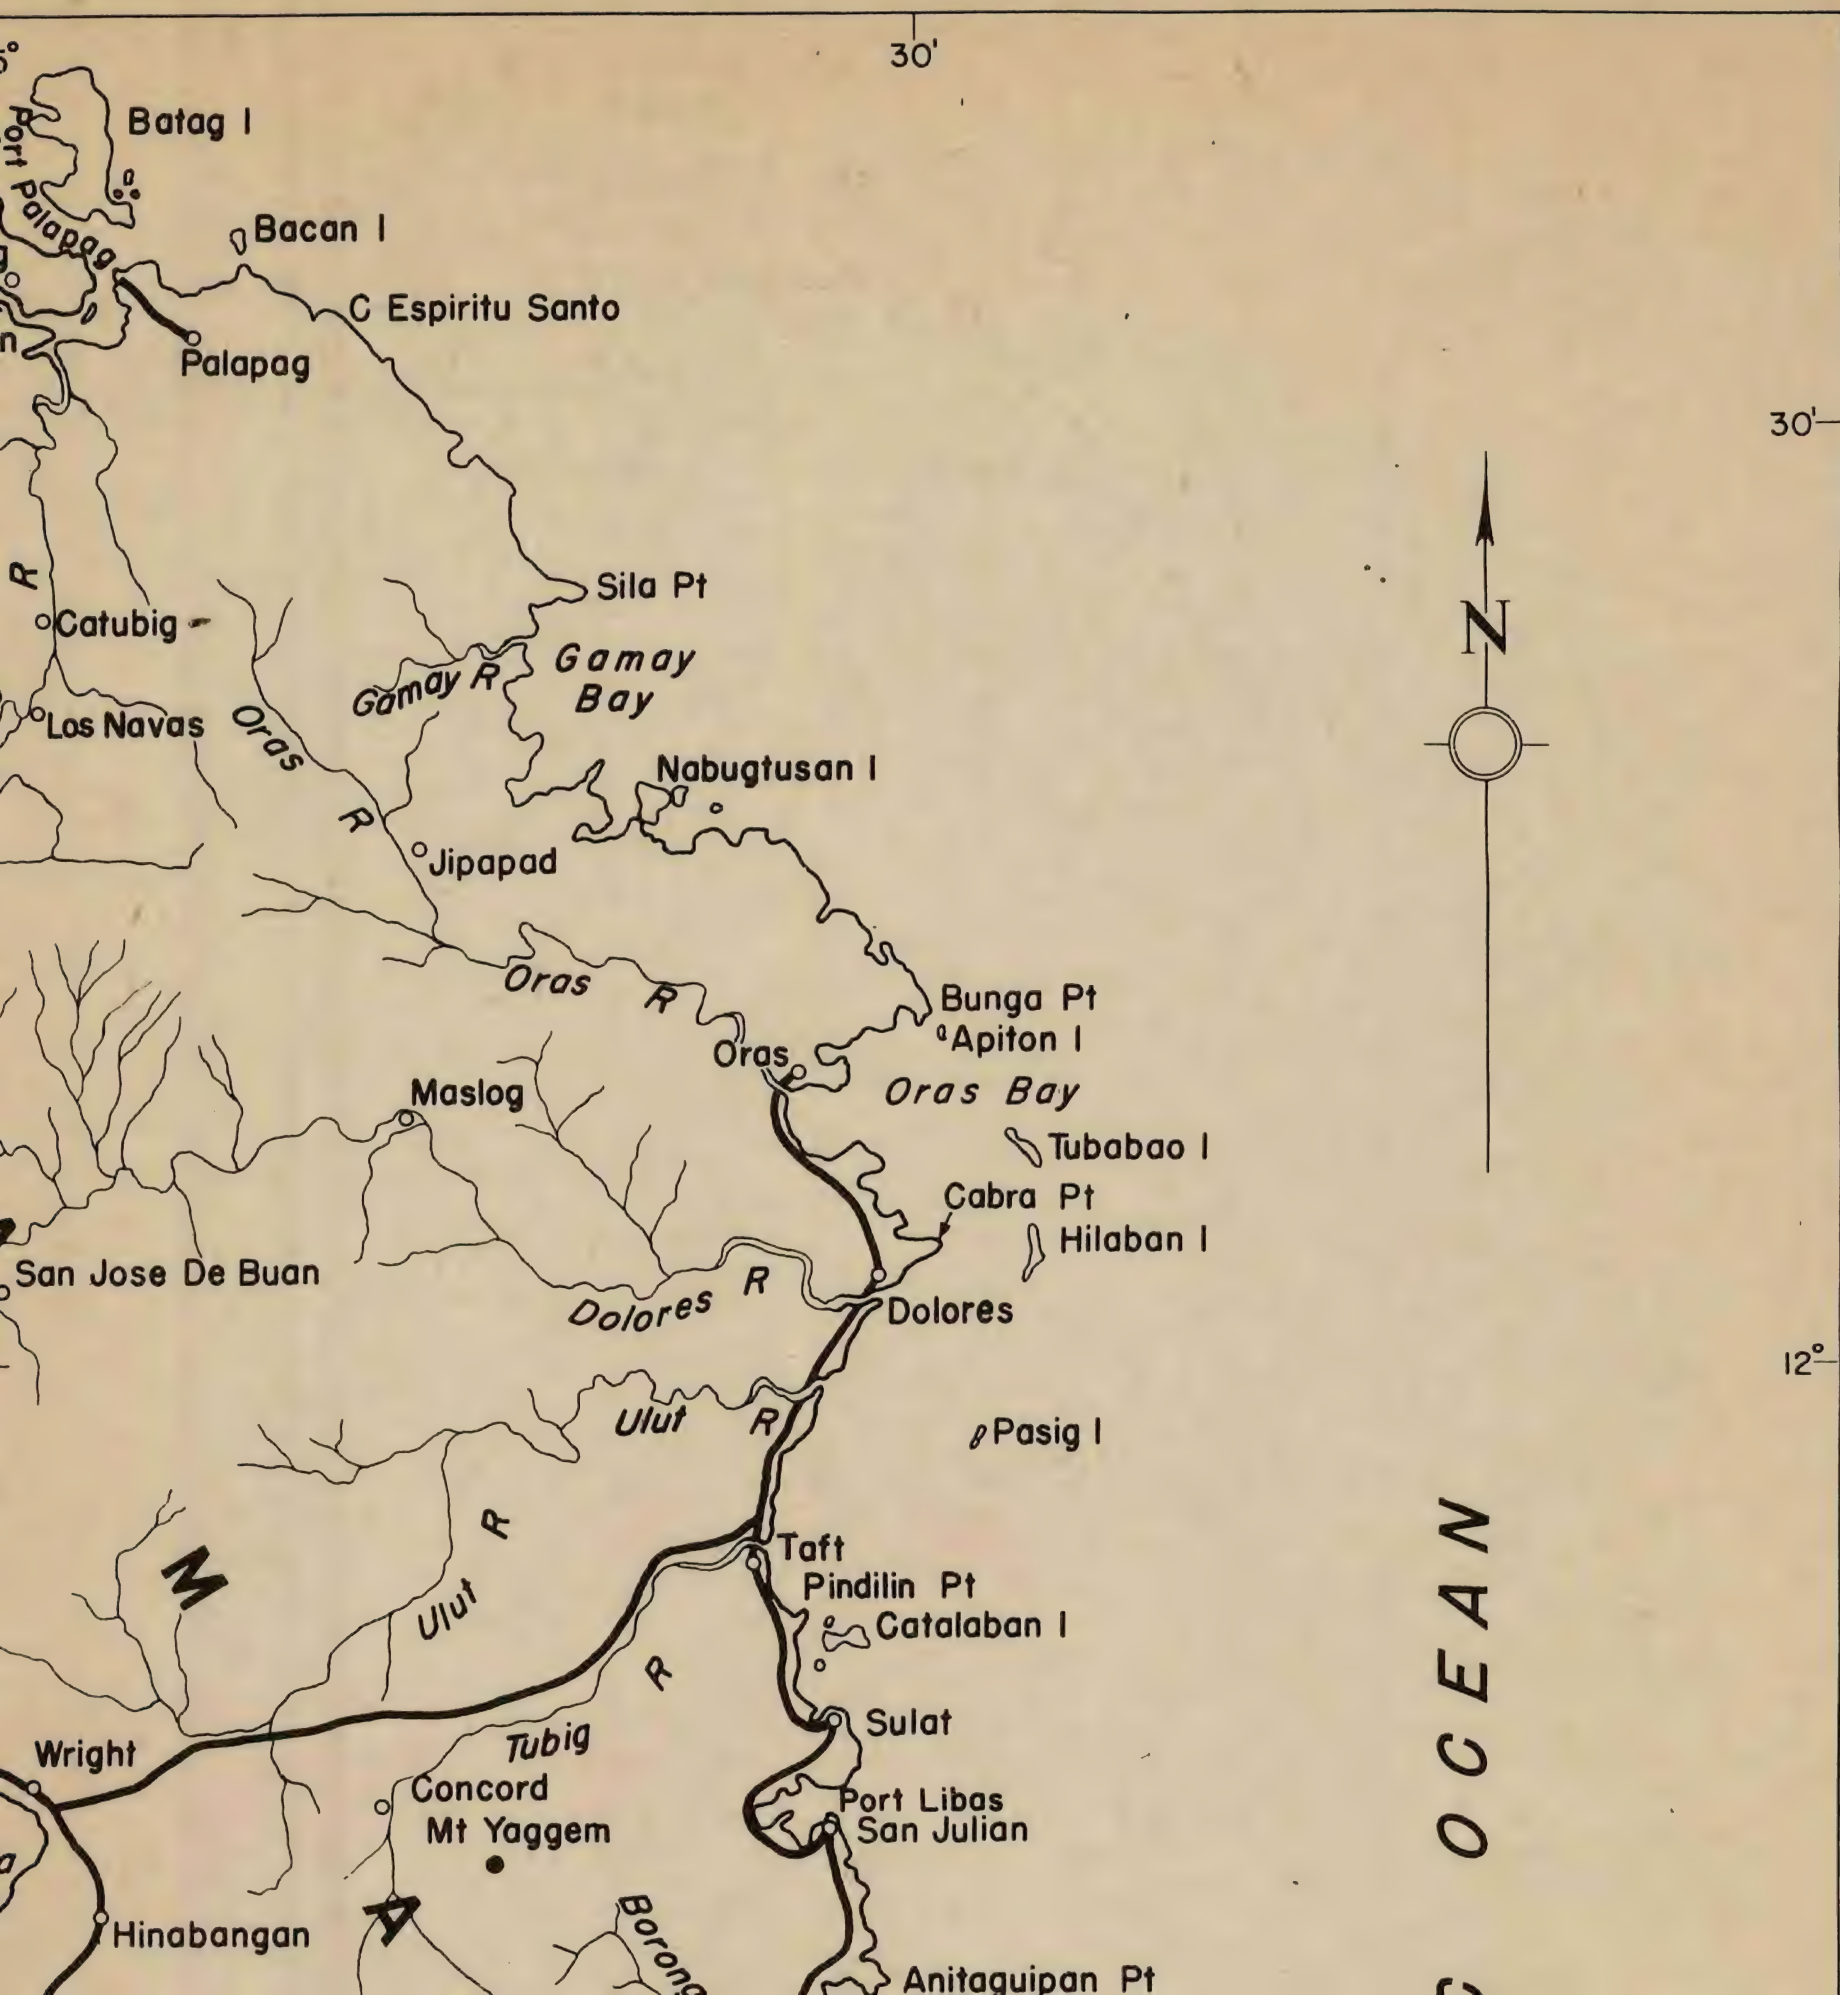 30'
Batag I
Port Palapag
Bacan I
C Espiritu Santo
Palapag
30'
R
Sila Pt
N
Catubig
Gamay
Bay
Gamay R
Los Navas
Oras
R
Nabugtusan I
Jipapad
Oras R
Bunga Pt
Apiton I
Oras
Oras Bay
Maslog
Tubabao I
Cabra Pt
Hilaban I
San Jose De Buan
Dolores R
Dolores
12°
Ulut R
Pasig I
R
Ulut
M
Taft
Pindilin Pt
Catalaban I
R
Tubig
Sulat
Wright
Concord
Mt Yaggem
Port Libas
San Julian
A
Hinabangan
Borong
Anitaguipan Pt
OCEAN